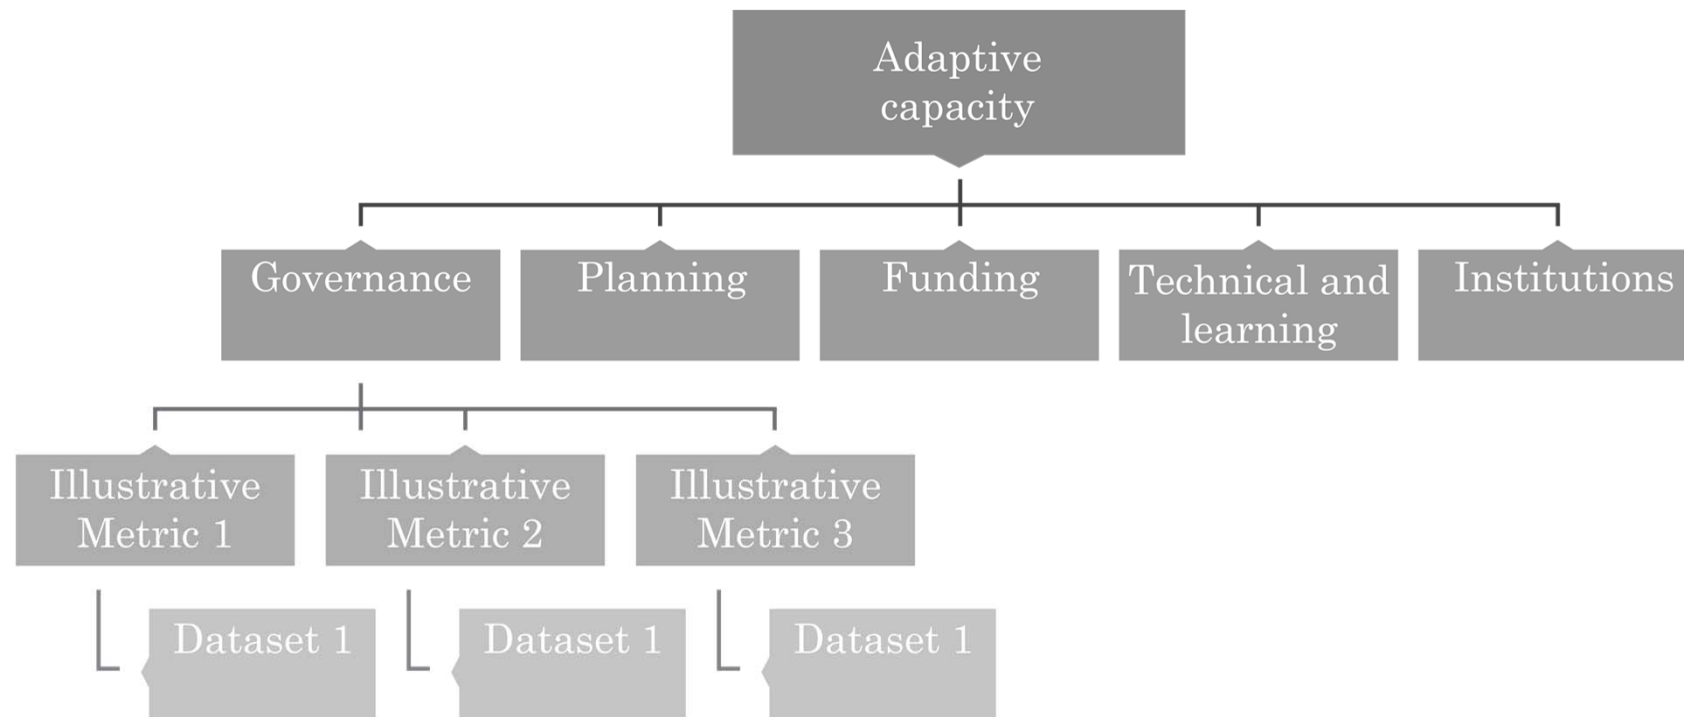 Adaptive
capacity
Governance
Planning
Funding
Technical and
learning
Institutions
Illustrative
Metric 1
Illustrative
Metric 2
Illustrative
Metric 3
Dataset 1
Dataset 1
Dataset 1